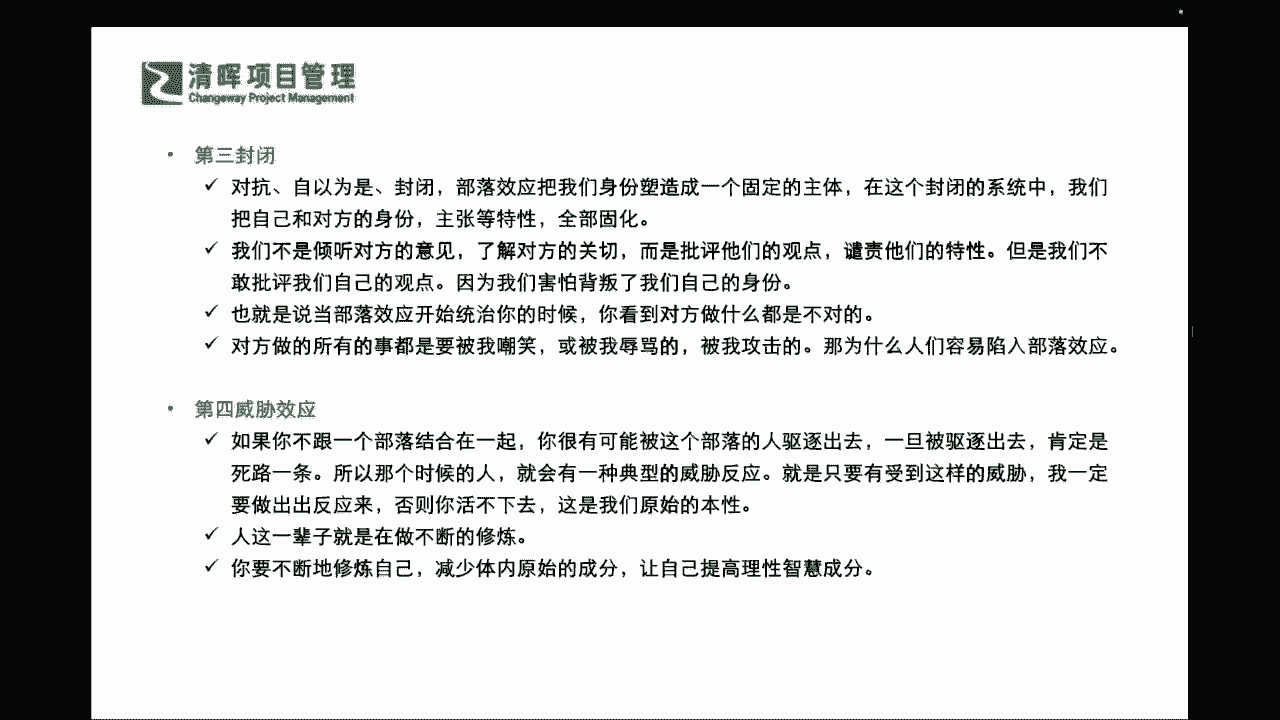 清晖项目管理
Changeway Project Management
• 第三封闭
✓ 对抗、自以为是、封闭，部落效应把我们身份塑造成一个固定的主体，在这个封闭的系统中，我们
把自己和对方的身份，主张等特性，全部固化。
✓ 我们不是倾听对方的意见，了解对方的关切，而是批评他们的观点，谴责他们的特性。但是我们不
敢批评我们自己的观点。因为我们害怕背叛了我们自己的身份。
✓ 也就是说当部落效应开始统治你的时候，你看到对方做什么都是不对的。
✓ 对方做的所有的事都是要被我嘲笑，或被我辱骂的，被我攻击的。那为什么人们容易陷入部落效应。
• 第四威胁效应
✓ 如果你不跟一个部落结合在一起，你很有可能被这个部落的人驱逐出去，一旦被驱逐出去，肯定是
死路一条。所以那个时候的人，就会有一种典型的威胁反应。就是只要有受到这样的威胁，我一定
要做出出反应来，否则你活不下去，这是我们原始的本性。
✓ 人这一辈子就是在做不断的修炼。
✓ 你要不断地修炼自己，减少体内原始的成分，让自己提高理性智慧成分。